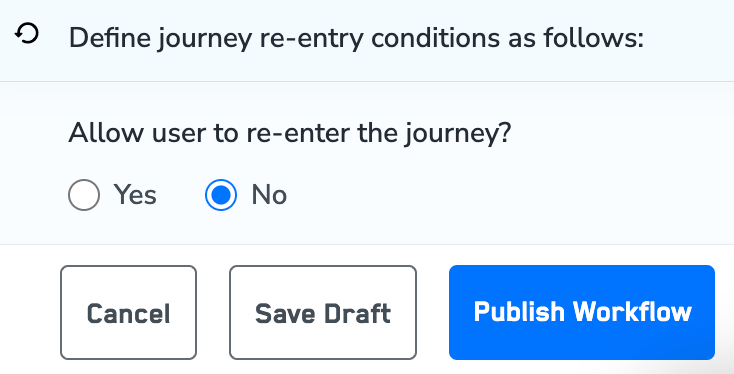 Define journey re-entry conditions as follows:
Allow user to re-enter the journey?
Yes No
Cancel Save Draft Publish Workflow